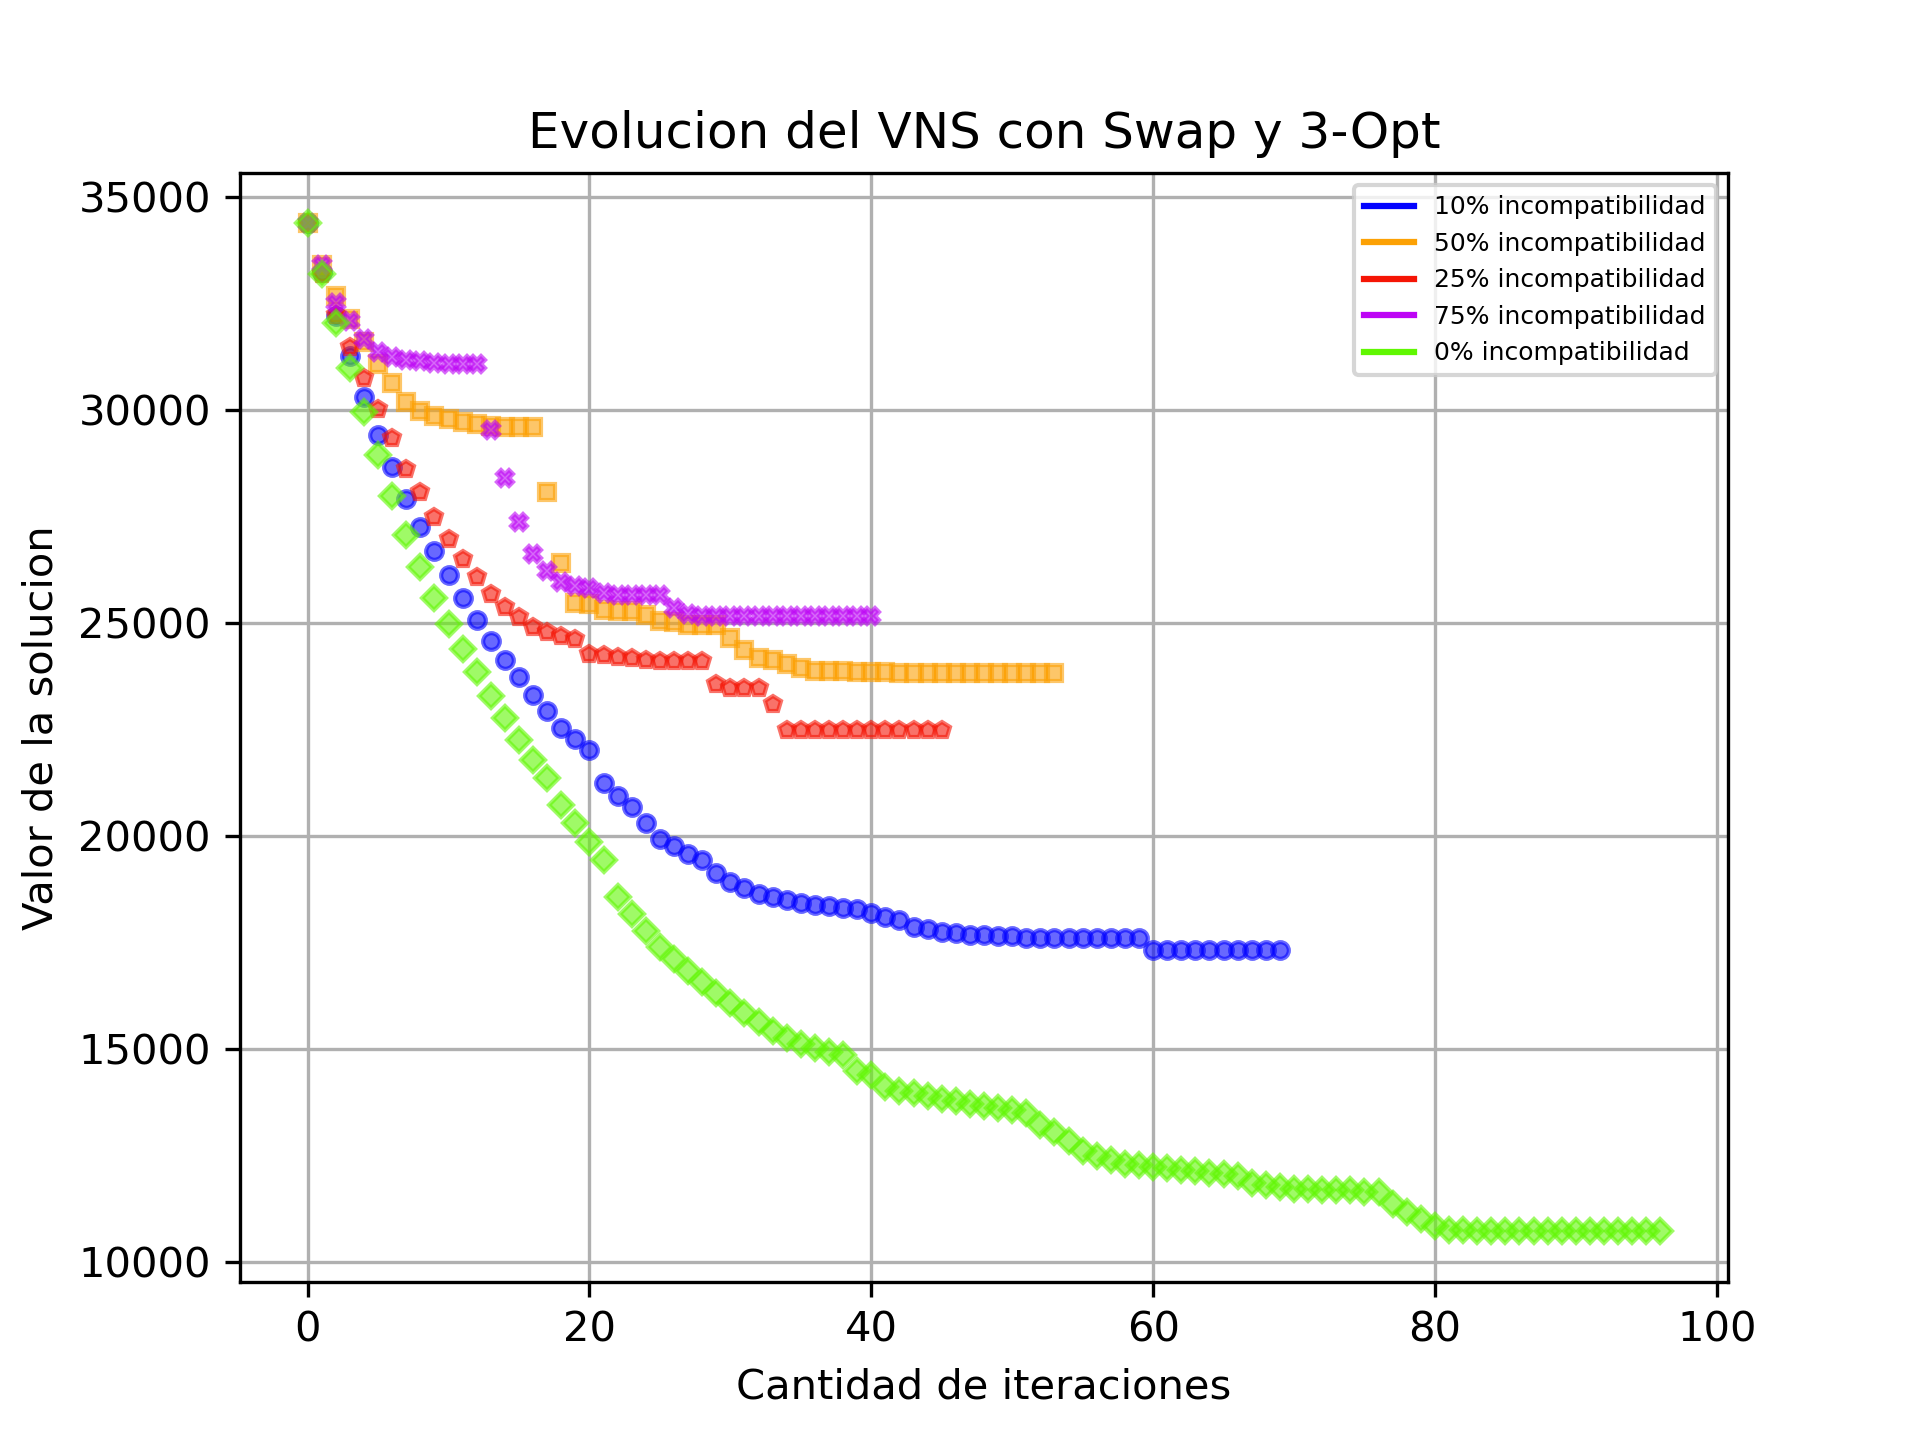 Evolucion del VNS con Swap y 3-Opt
35000
30000
25000
20000
15000
10000
Valor de la solucion
10% incompatibilidad
50% incompatibilidad
25% incompatibilidad
75% incompatibilidad
0% incompatibilidad
0 20 40 60 80 100
Cantidad de iteraciones